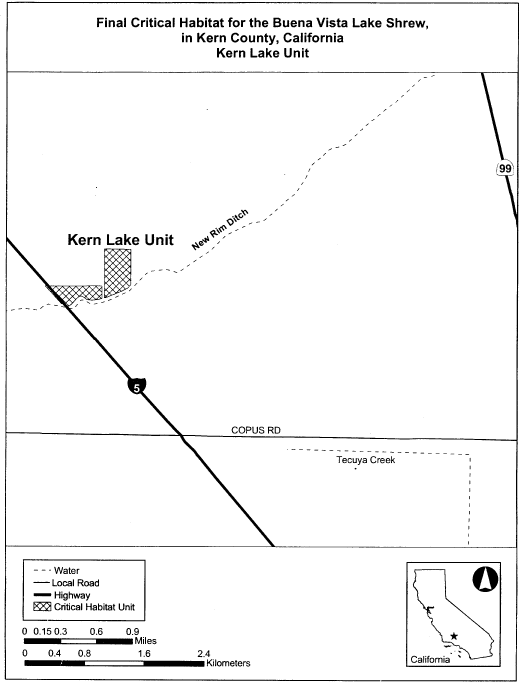 Final Critical Habitat for the Buena Vista Lake Shrew,
in Kern County, California
Kern Lake Unit
99
New Rim Ditch
Kern Lake Unit
5
COPUS RD
Tecuya Creek
Water
Local Road
Highway
Critical Habitat Unit
0 0.15 0.3 0.6 0.9
Miles
0 0.4 0.8 1.6 2.4
Kilometers
California